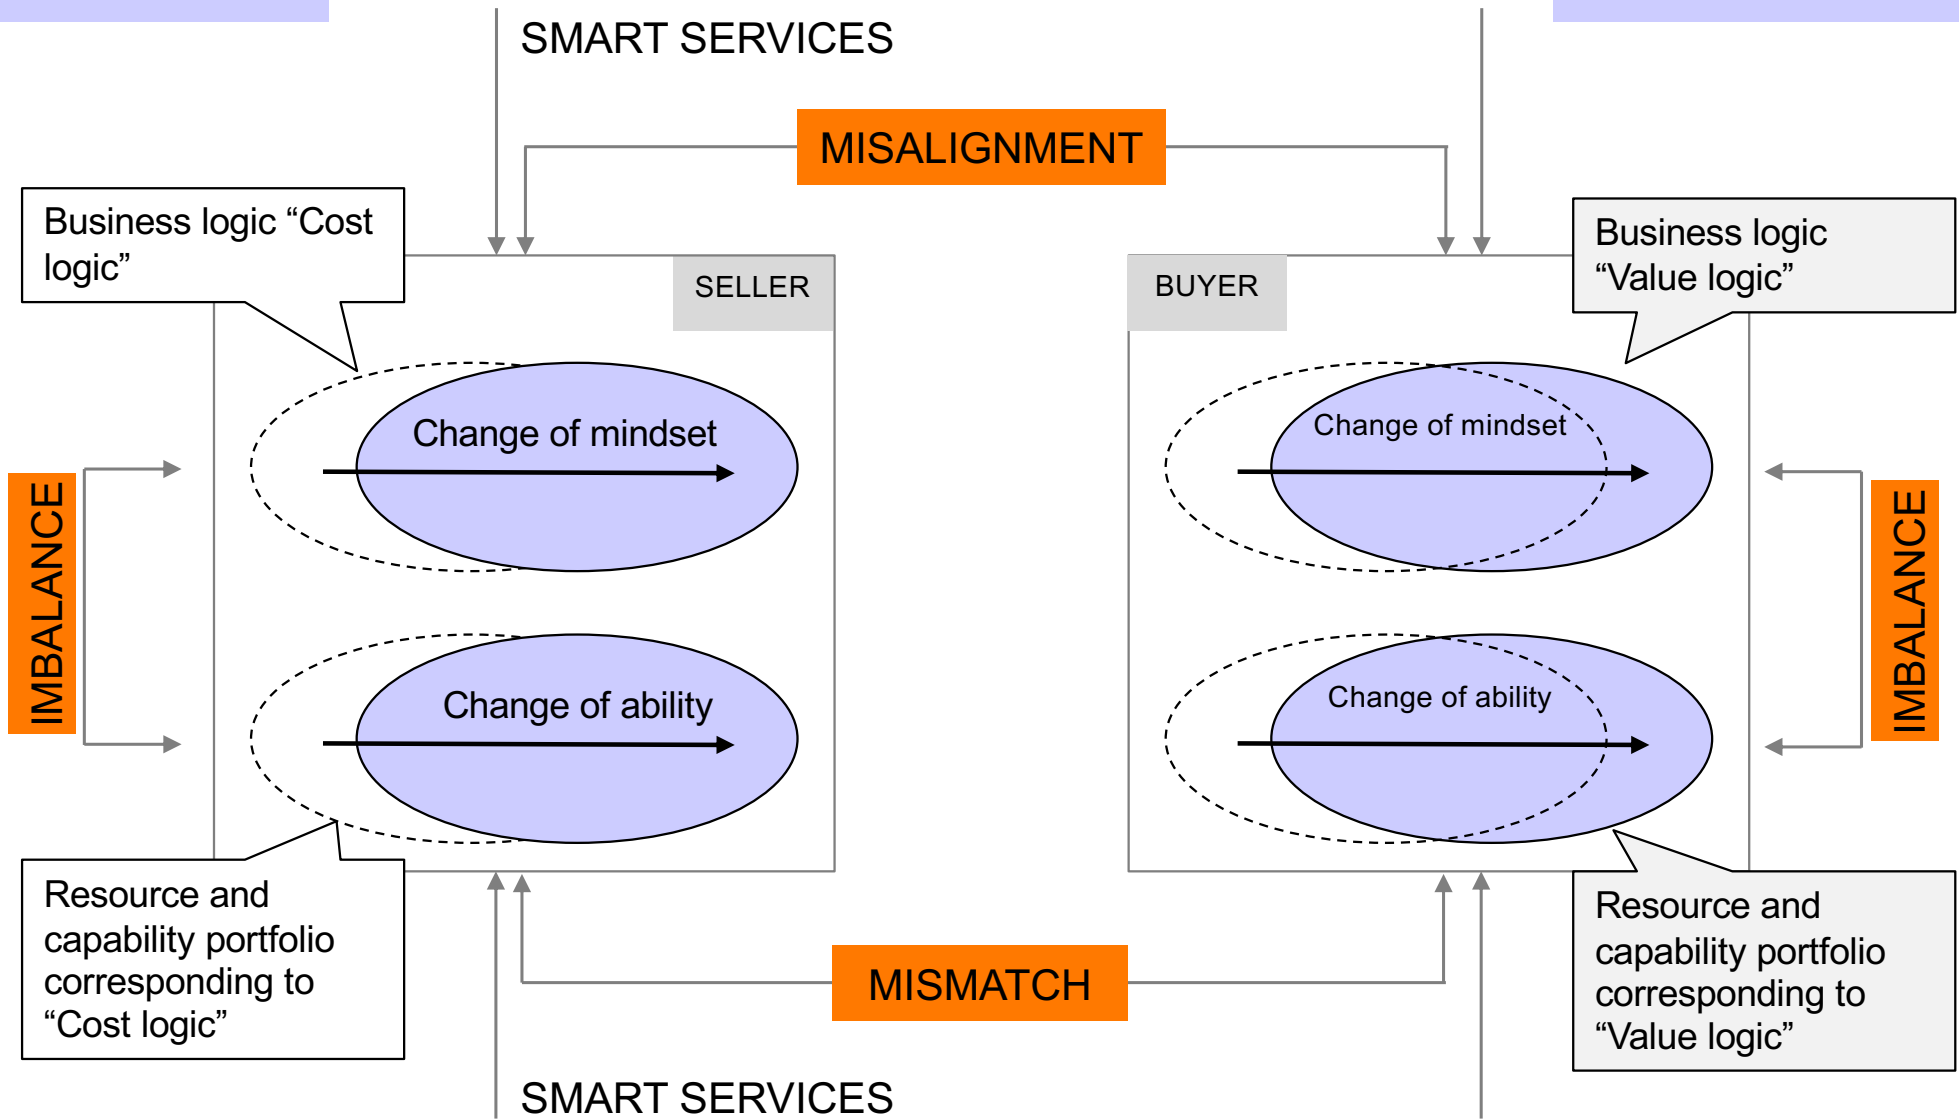 SMART SERVICES
MISALIGNMENT
Business logic “Cost
logic”
SELLER
BUYER
Business logic
“Value logic”
Change of mindset
Change of mindset
IMBALANCE
IMBALANCE
Change of ability
Change of ability
Resource and
capability portfolio
corresponding to
“Cost logic”
MISMATCH
Resource and
capability portfolio
corresponding to
“Value logic”
SMART SERVICES